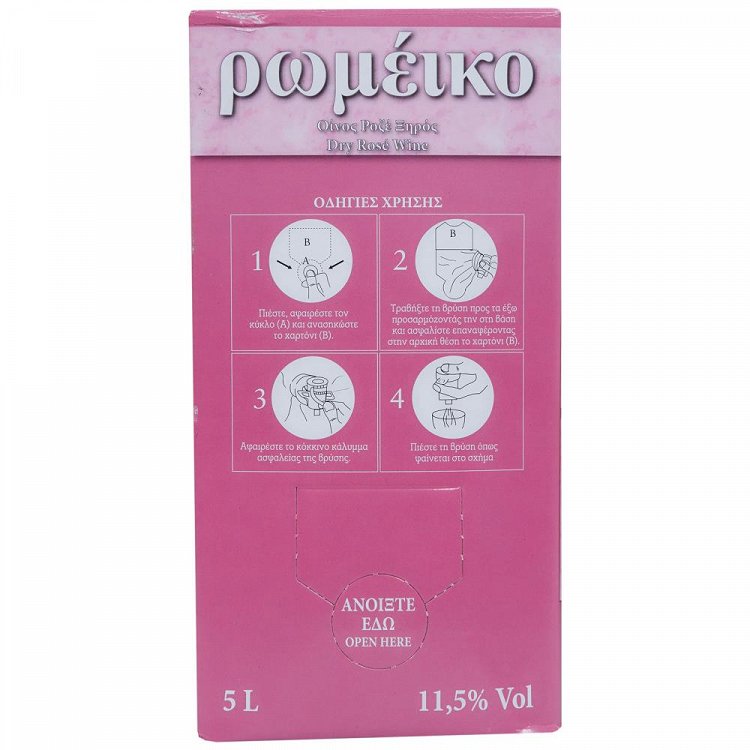 ρωμέικο
Οίνος Ροζέ Ξηρός
Dry Rosé Wine
ΟΔΗΓΙΕΣ ΧΡΗΣΗΣ
1
B
A
Πιέστε, αφαιρέστε τον
κύκλο (Α) και ανασηκώστε
το χαρτόνι (Β).
2
B
Τραβήξτε τη βρύση προς τα έξω
προσαρμόζοντάς την στη βάση
και ασφαλίστε επαναφέροντας
στην αρχική θέση το χαρτόνι (Β).
3
Αφαιρέστε το κόκκινο κάλυμμα
ασφαλείας της βρύσης.
4
Πιέστε τη βρύση όπως
φαίνεται στο σχήμα
ΑΝΟΙΞΤΕ
ΕΔΩ
OPEN HERE
5 L
11,5% Vol